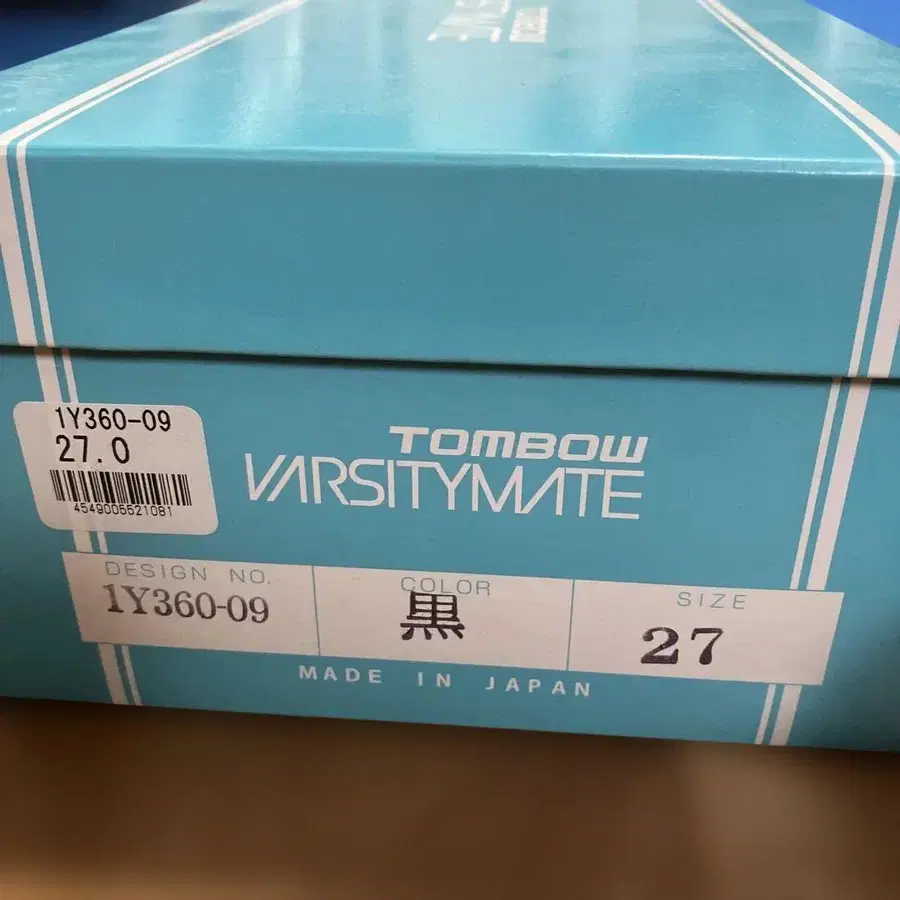 1Y360-09
27.0
4549005521081
TOMBOW
VARSITYMATE
DESIGN NO. COLOR SIZE
1Y360-09 黒 27
MADE IN JAPAN